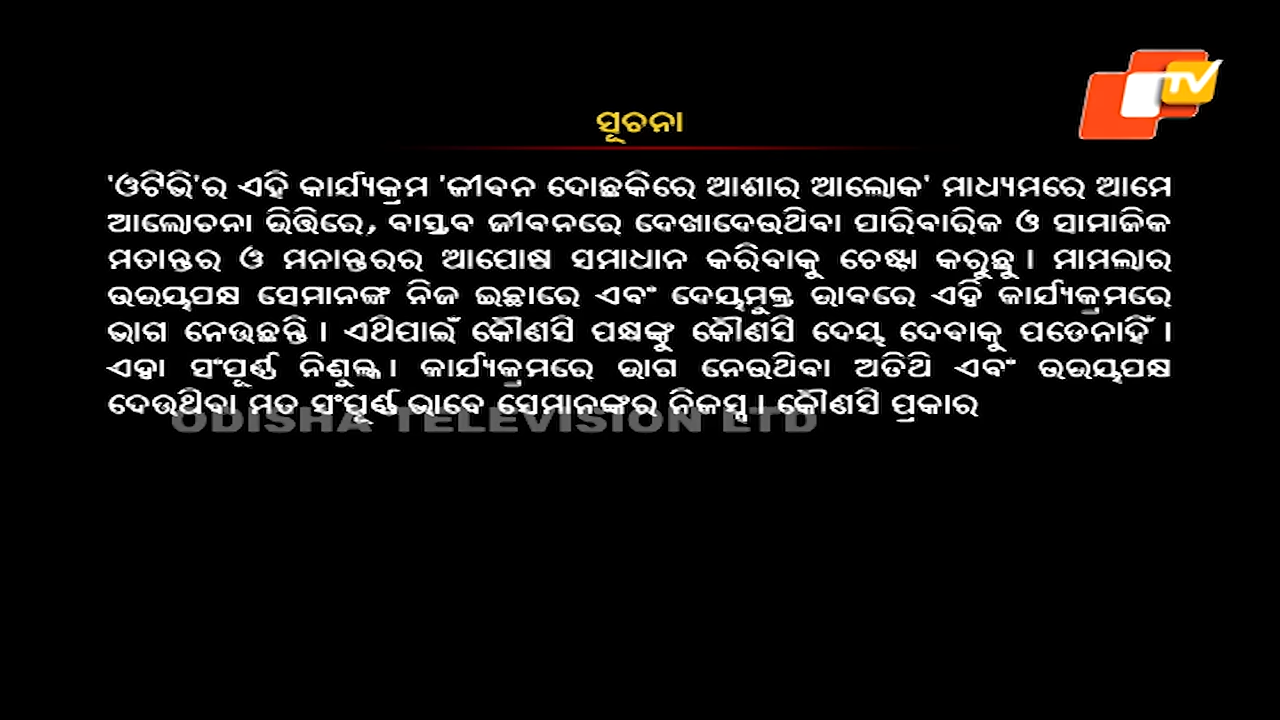 TV
ସୂଚନା
'ଓଟିଭି'ର ଏହି କାର୍ଯ୍ୟକ୍ରମ 'ଜୀବନ ଦୋଛକିରେ ଆଶାର ଆଲୋକ' ମାଧ୍ୟମରେ ଆମେ
ଆଲୋଚନା ଭିତ୍ତିରେ, ବାସ୍ତବ ଜୀବନରେ ଦେଖାଦେଉଥିବା ପାରିବାରିକ ଓ ସାମାଜିକ
ମତାନ୍ତର ଓ ମନାନ୍ତରର ଆପୋଷ ସମାଧାନ କରିବାକୁ ଚେଷ୍ଟା କରୁଛୁ । ମାମଲାର
ଉଭୟପକ୍ଷ ସେମାନଙ୍କ ନିଜ ଇଛାରେ ଏବଂ ଦେୟମୁକ୍ତ ଭାବରେ ଏହି କାର୍ଯ୍ୟକ୍ରମରେ
ଭାଗ ନେଉଛନ୍ତି । ଏଥିପାଇଁ କୌଣସି ପକ୍ଷଙ୍କୁ କୌଣସି ଦେୟ ଦେବାକୁ ପଡେନାହିଁ ।
ଏହା ସଂପୂର୍ଣ୍ଣ ନିଶୁଳ୍କ । କାର୍ଯ୍ୟକ୍ରମରେ ଭାଗ ନେଉଥିବା ଅତିଥି ଏବଂ ଉଭୟପକ୍ଷ
ଦେଉଥିବା ମତ ସଂପୂର୍ଣ୍ଣ ଭାବେ ସେମାନଙ୍କର ନିଜସ୍ୱ । କୌଣସି ପ୍ରକାର
ODISHA TELEVISION LTD